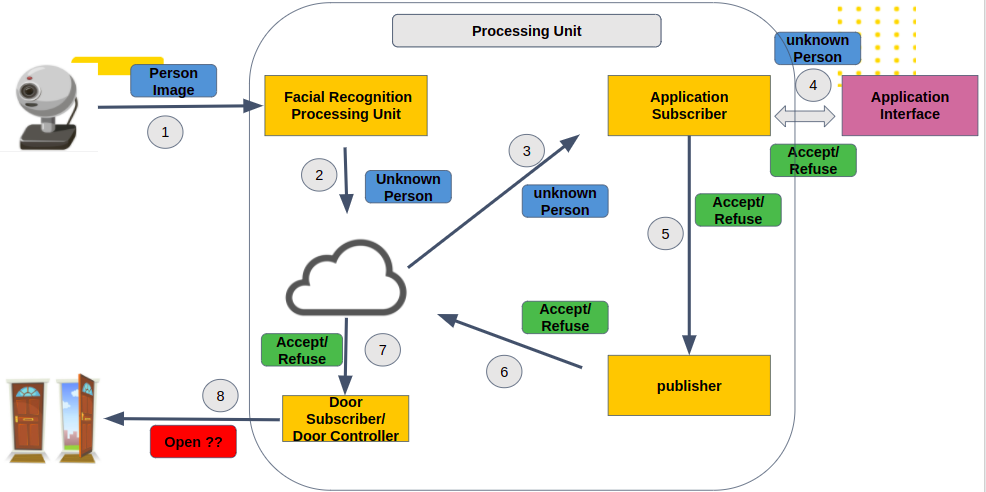 Processing Unit
unknown
Person
4
Person
Image
1
Facial Recognition
Processing Unit
Application
Subscriber
Application
Interface
2
Unknown
Person
3
unknown
Person
Accept/
Refuse
Accept/
Refuse
5
Accept/
Refuse
6
Accept/
Refuse
7
publisher
8
Open ??
Door
Subscriber/
Door Controller